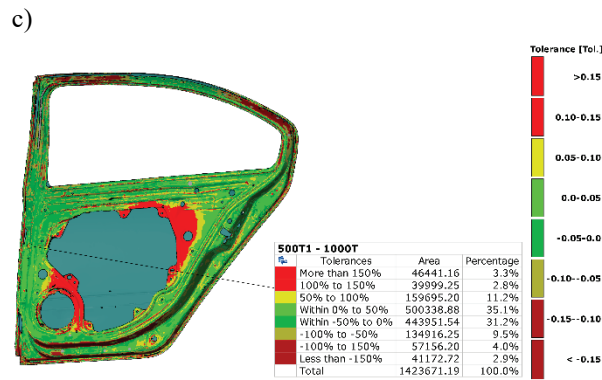 c)
Tolerance [Tol.]
>0.15
0.10-0.15
0.05-0.10
0.0-0.05
-0.05-0.0
-0.10--0.05
-0.15--0.10
< -0.15
500T1 - 1000T
Tolerances Area Percentage
More than 150% 46441.16 3.3%
100% to 150% 39999.25 2.8%
50% to 100% 159695.20 11.2%
Within 0% to 50% 500338.88 35.1%
Within -50% to 0% 443951.54 31.2%
-100% to -50% 134916.25 9.5%
-100% to 150% 57156.20 4.0%
Less than -150% 41172.72 2.9%
Total 1423671.19 100.0%